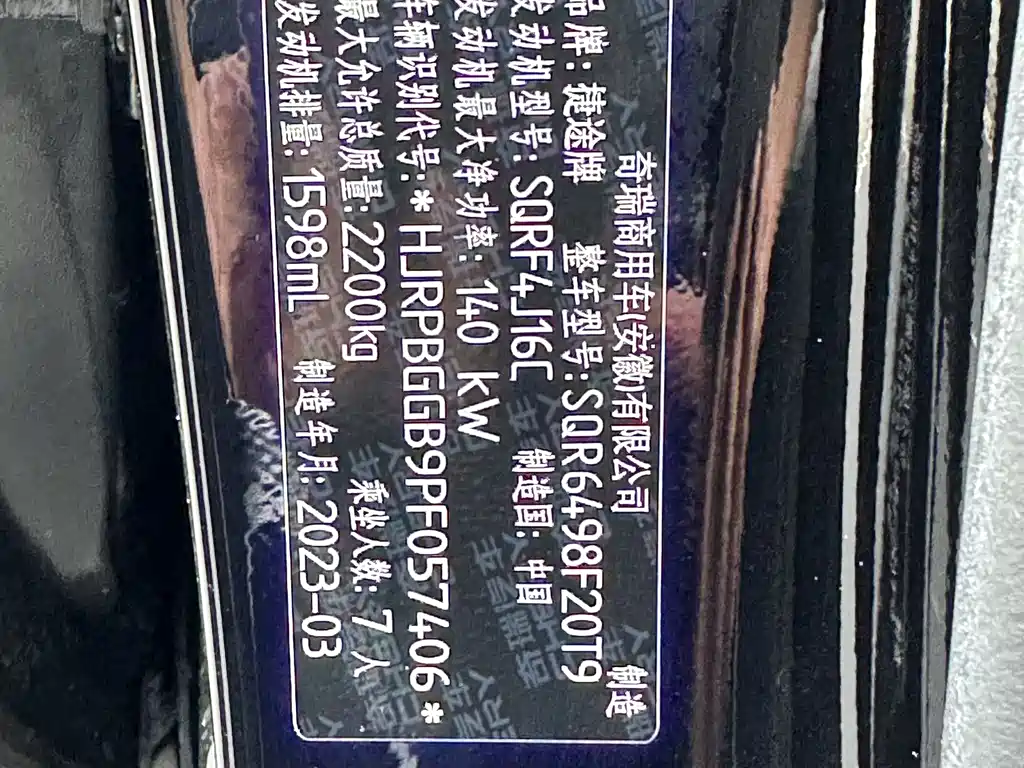 奇瑞商用车(安徽)有限公司 制造
品牌: 捷途牌 整车型号: SQR6498F20T9
发动机型号: SQRF4J16C 制造国: 中国
发动机最大净功率: 140 kW
车辆识别代号: *HJRPBGGB9PF057406*
最大允许总质量: 2200kg 乘坐人数: 7 人
发动机排量: 1598mL 制造年月: 2023-03